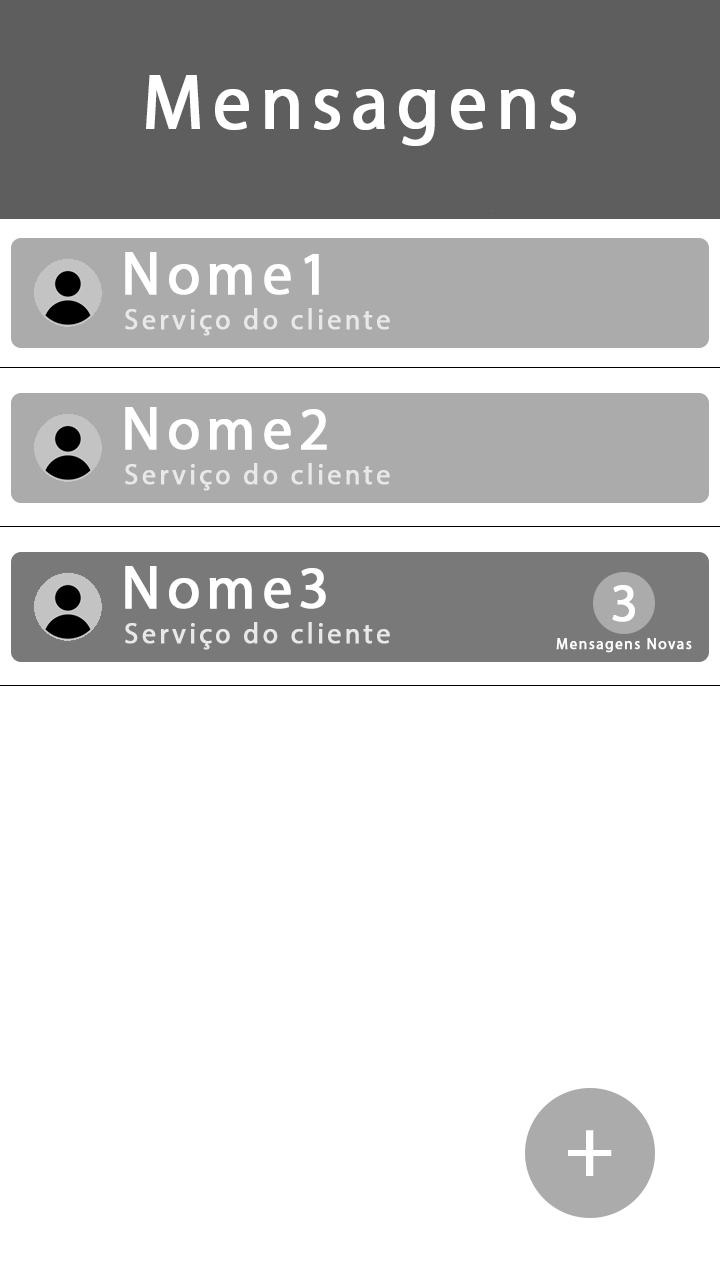 Mensagens
Nome1
Serviço do cliente
Nome2
Serviço do cliente
Nome3
Serviço do cliente
3
Mensagens Novas
+